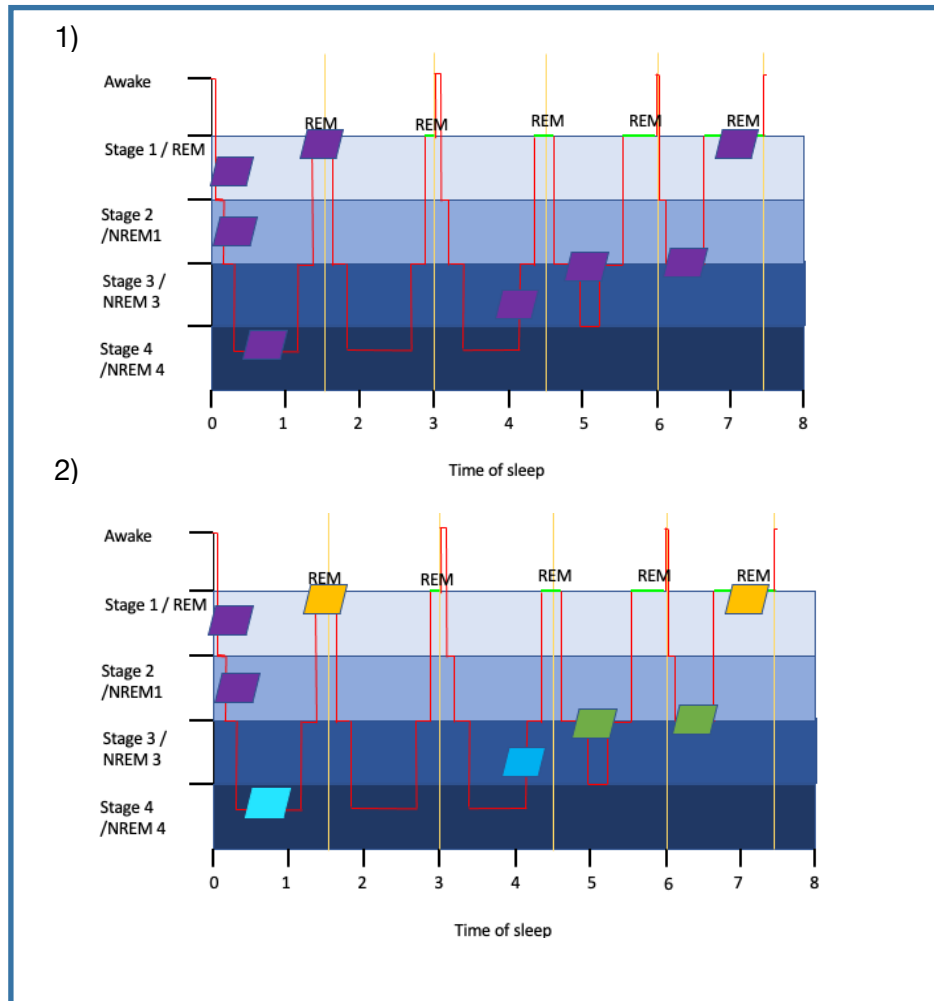 1)
Awake
REM
REM
REM
REM
REM
Stage 1 / REM
Stage 2
/NREM1
Stage 3 /
NREM 3
Stage 4
/NREM 4
0 1 2 3 4 5 6 7 8
Time of sleep
2)
Awake
REM
REM
REM
REM
REM
Stage 1 / REM
Stage 2
/NREM1
Stage 3 /
NREM 3
Stage 4
/NREM 4
0 1 2 3 4 5 6 7 8
Time of sleep